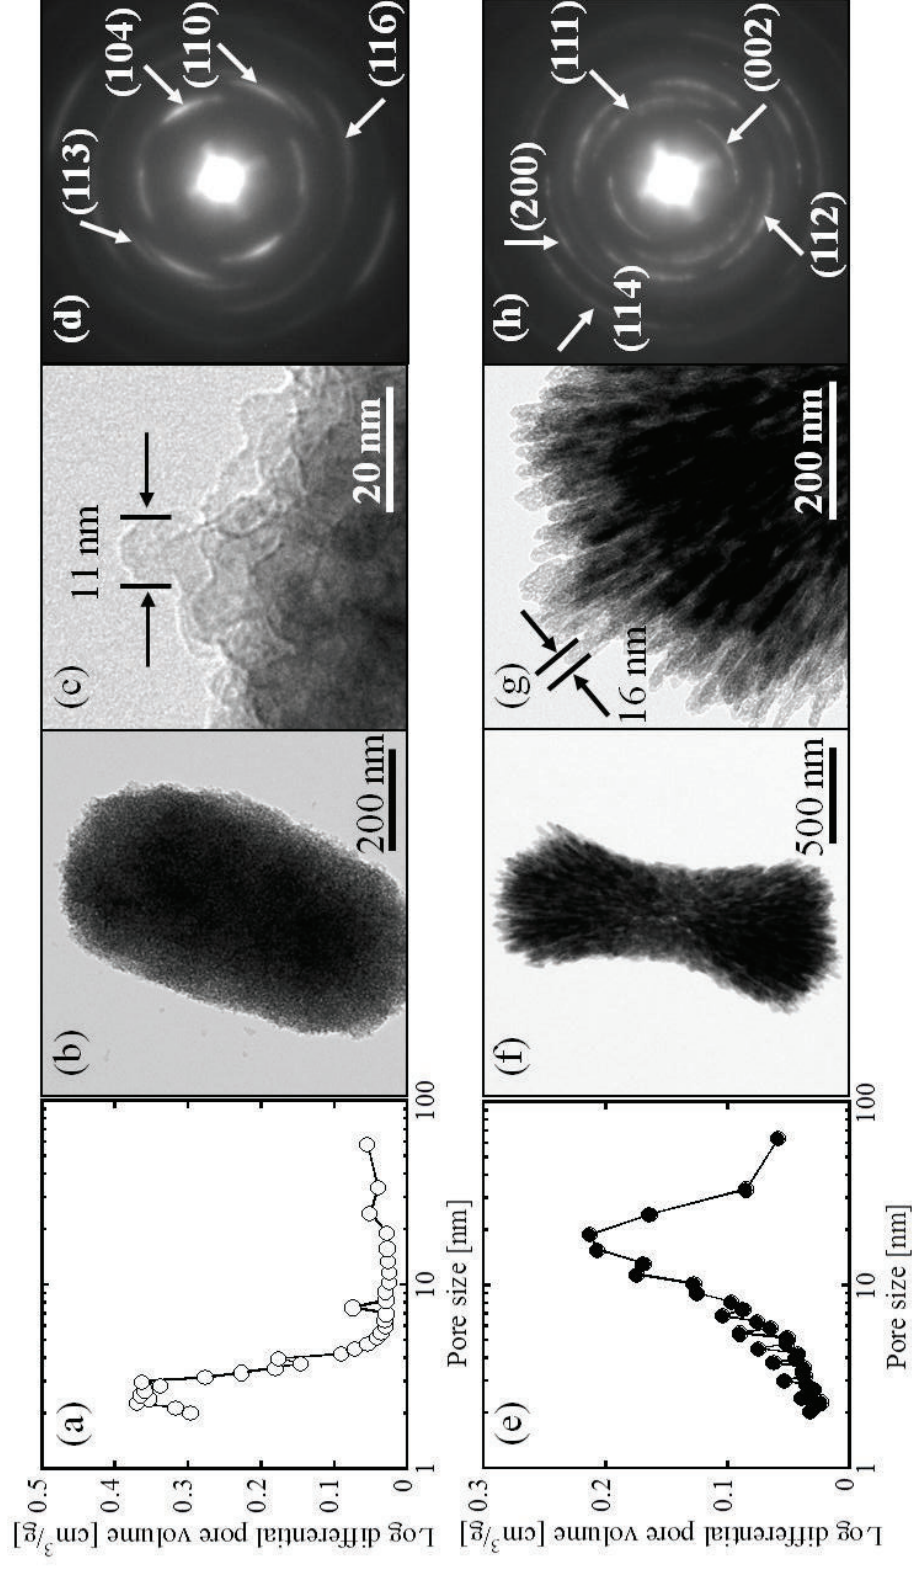 (a)
Log differential pore volume [cm³/g]
0.5
0.4
0.3
0.2
0.1
0
1
10
100
Pore size [nm]
(b)
200 nm
(c)
11 nm
20 nm
(d)
(113)
(104)
(110)
(116)
(e)
Log differential pore volume [cm³/g]
0.3
0.2
0.1
0
1
10
100
Pore size [nm]
(f)
500 nm
(g)
16 nm
200 nm
(h)
(114)
(200)
(111)
(112)
(002)